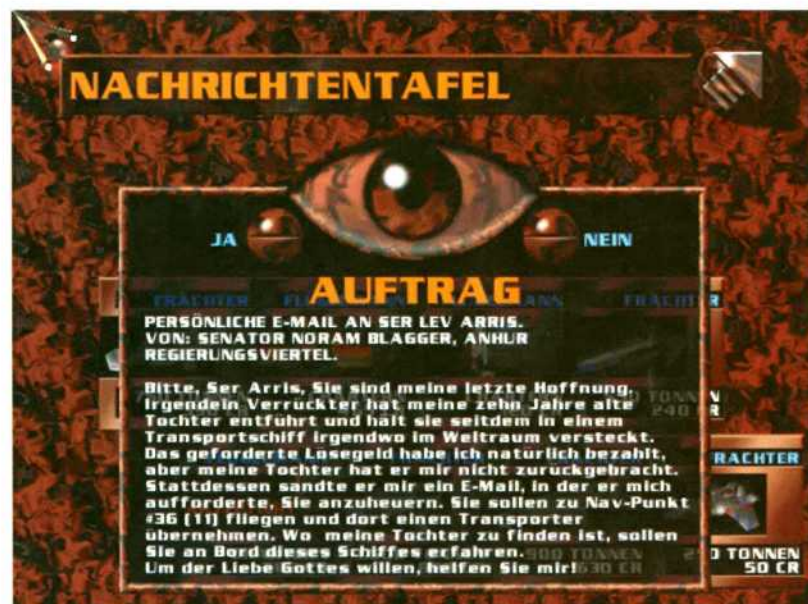 NACHRICHTENTAFEL
JA
NEIN
AUFTRAG
FRACHTER
FRACHTER
PERSÖNLICHE E-MAIL AN SER LEV ARRIS.
VON: SENATOR NORAM BLAGGER, ANHUR
REGIERUNGSVIERTEL.
Bitte, Ser Arris, Sie sind meine letzte Hoffnung.
Irgendein Verrückter hat meine zehn Jahre alte
Tochter entführt und hält sie seitdem in einem
Transportschiff irgendwo im Weltraum versteckt.
Das geforderte Lösegeld habe ich natürlich bezahlt,
aber meine Tochter hat er mir nicht zurückgebracht.
Stattdessen sandte er mir ein E-Mail, in der er mich
aufforderte, Sie anzuheuern. Sie sollen zu Nav-Punkt
#36 (11) fliegen und dort einen Transporter
übernehmen. Wo meine Tochter zu finden ist, sollen
Sie an Bord dieses Schiffes erfahren.
Um der Liebe Gottes willen, helfen Sie mir!
TONNEN
240 CR
RACHTER
900 TONNEN
630 CR
TONNEN
50 CR